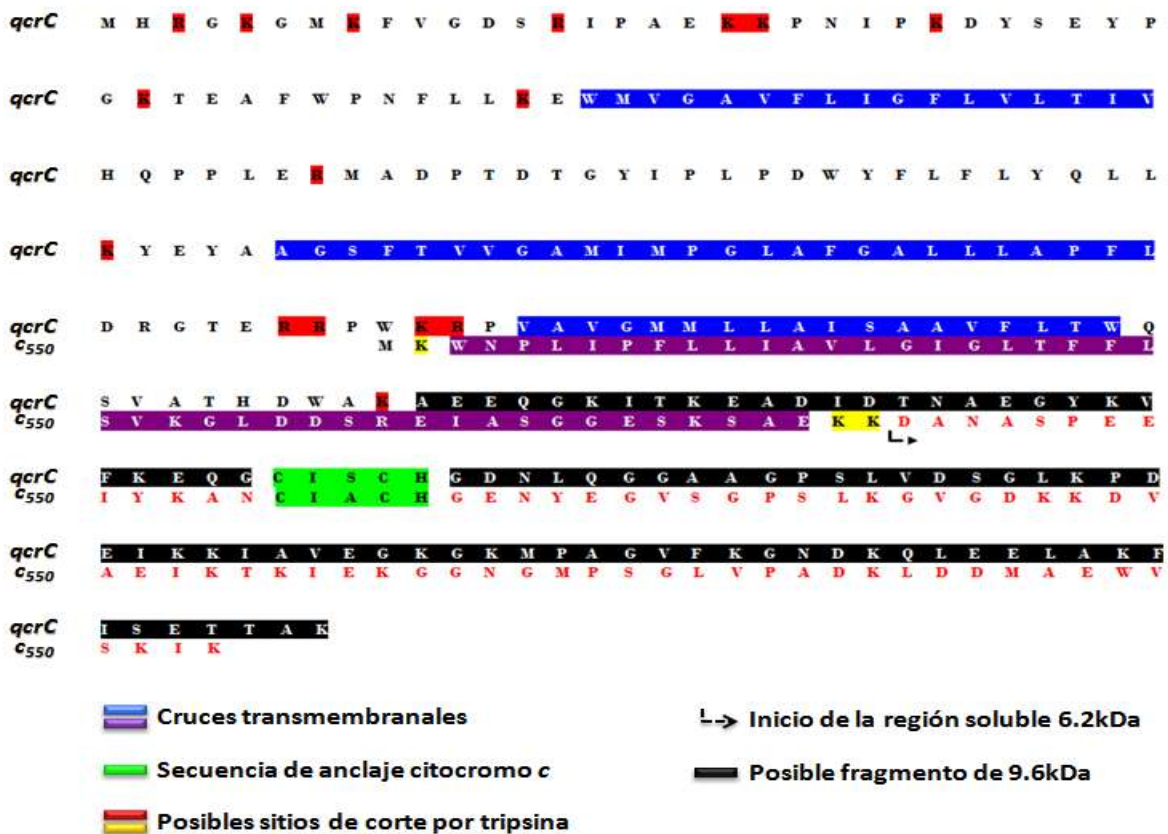 qcrC M H R G K G M K F V G D S R I P A E K K P N I P K D Y S E Y P
qcrC G K T E A F W P N F L L K E W M V G A V F L I G F L V L T I V
qcrC H Q P P L E R M A D P T D T G Y I P L P D W Y F L F L Y Q L L
qcrC K Y E Y A A G S F T V V G A M I M P G L A F G A L L L A P F L
qcrC D R G T E R R P W K R P V A V G M M L L A I S A A V F L T W Q
c550 M K W N P L I P F L L I A V L G I G L T F F L
qcrC S V A T H D W A K A E E Q G K I T K E A D I D T N A E G Y K V
c550 S V K G L D D S R E I A S G G E S K S A E K K D A N A S P E E
qcrC F K E Q G C I S C H G D N L Q G G A A G P S L V D S G L K P D
c550 I Y K A N C I A C H G E N Y E G V S G P S L K G V G D K K D V
qcrC E I K K I A V E G K G K M P A G V F K G N D K Q L E E L A K F
c550 A E I K T K I E K G G N G M P S G L V P A D K L D D M A E W V
qcrC I S E T T A K
c550 S K I K
Cruces transmembranales
Inicio de la región soluble 6.2kDa
Secuencia de anclaje citocromo c
Posible fragmento de 9.6kDa
Posibles sitios de corte por tripsina